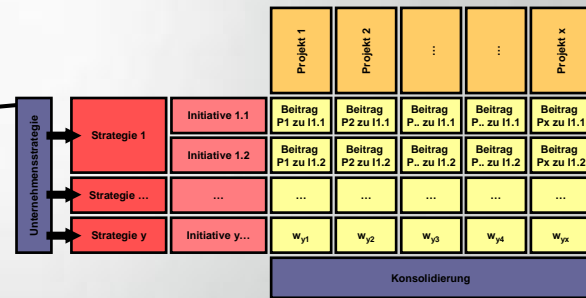 Projekt 1
Projekt 2
…
…
Projekt x
Unternehmensstrategie
Strategie 1
Initiative 1.1
Beitrag
P1 zu I1.1
Beitrag
P2 zu I1.1
Beitrag
P.. zu I1.1
Beitrag
P.. zu I1.1
Beitrag
Px zu I1.1
Initiative 1.2
Beitrag
P1 zu I1.2
Beitrag
P2 zu I1.2
Beitrag
P.. zu I1.2
Beitrag
P.. zu I1.2
Beitrag
Px zu I1.2
Strategie …
…
…
…
…
…
…
Strategie y
Initiative y…
wy1
wy2
wy3
wy4
wyx
Konsolidierung